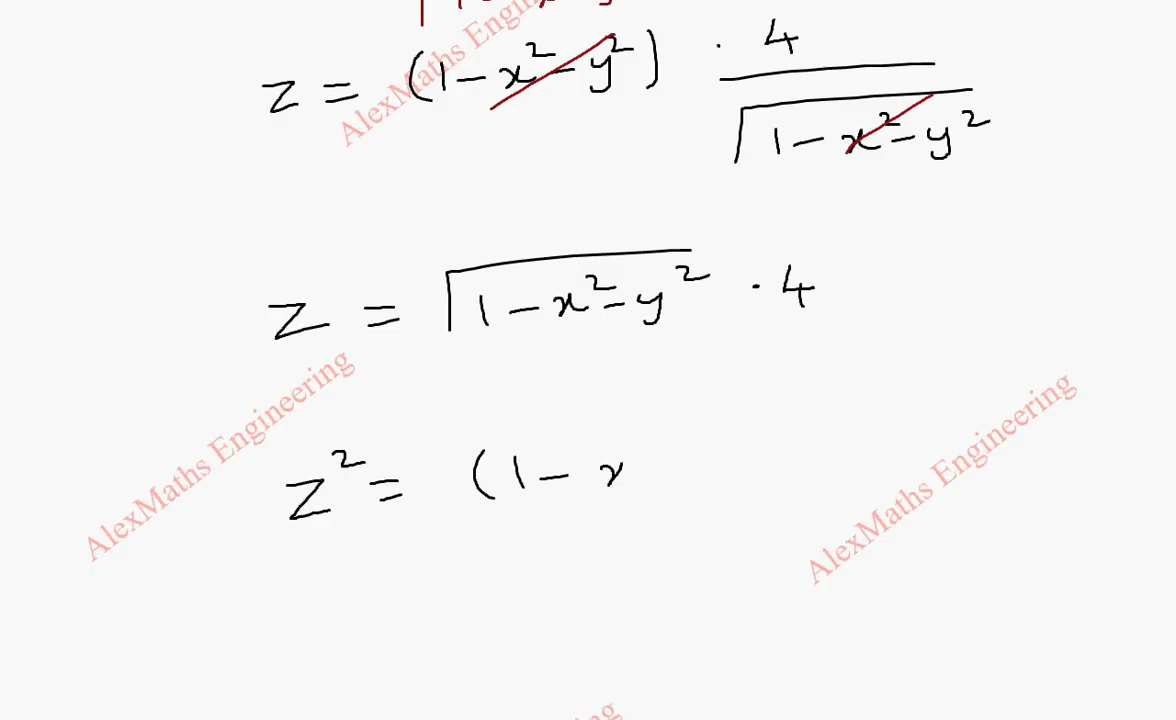 z = (1 - x² - y²) · 4 / √(1 - x² - y²)
AlexMaths Engineering
z = √(1 - x² - y²) · 4
AlexMaths Engineering
AlexMaths Engineering
z² = (1 - x